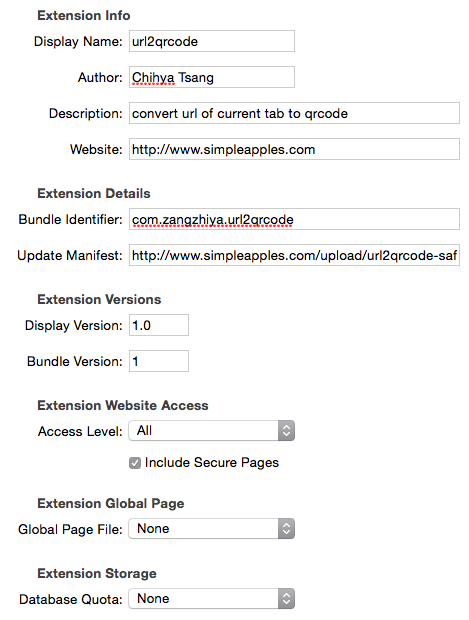 Extension Info
Display Name: url2qrcode
Author: Chihya Tsang
Description: convert url of current tab to qrcode
Website: http://www.simpleapples.com
Extension Details
Bundle Identifier: com.zangzhiya.url2qrcode
Update Manifest: http://www.simpleapples.com/upload/url2qrcode-saf
Extension Versions
Display Version: 1.0
Bundle Version: 1
Extension Website Access
Access Level: All
Include Secure Pages
Extension Global Page
Global Page File: None
Extension Storage
Database Quota: None